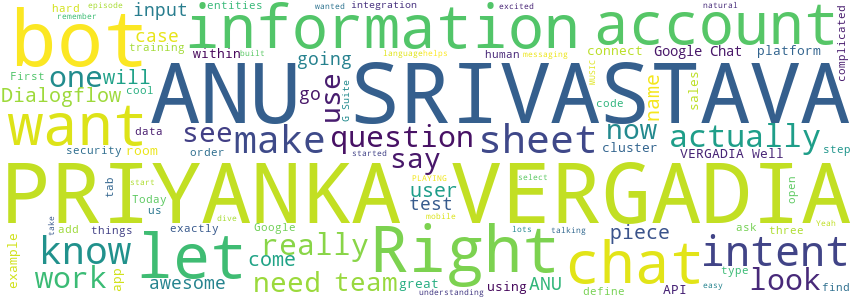 episode wanted integration excited natural
remember hard input entities
bot information account
built training case within
First one will going
language helps human connect Google Chat platform
messaging complicated
Dialogflow cool
ANU SRIVASTAVA
go use G Suite MUSIC code name sales
want data see make question sheet now actually
security room order say cluster VERGADIA Well step
started
PRIYANKA VERGADIA
tab start Today us
PLAYING user test select open
dive mobile lots talking Yeah
take add things exactly Google
example know let come really Right chat piece ask three intent
work app awesome need team great using ANU define API type look find
understanding easy